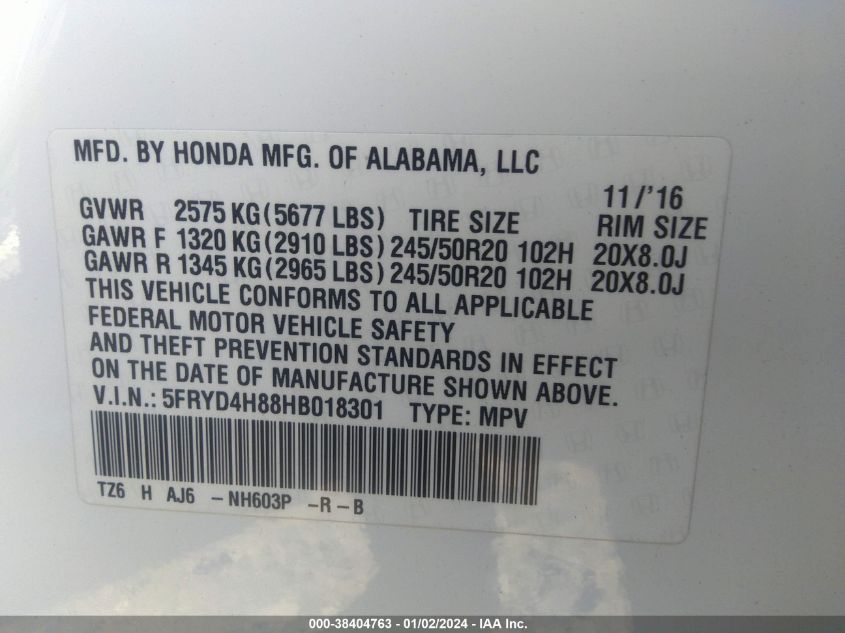 MFD. BY HONDA MFG. OF ALABAMA, LLC
11/'16
GVWR 2575 KG (5677 LBS) TIRE SIZE RIM SIZE
GAWR F 1320 KG (2910 LBS) 245/50R20 102H 20X8.0J
GAWR R 1345 KG (2965 LBS) 245/50R20 102H 20X8.0J
THIS VEHICLE CONFORMS TO ALL APPLICABLE
FEDERAL MOTOR VEHICLE SAFETY
AND THEFT PREVENTION STANDARDS IN EFFECT
ON THE DATE OF MANUFACTURE SHOWN ABOVE.
V.I.N.: 5FRYD4H88HB018301 TYPE: MPV
TZ6 H AJ6 - NH603P - R - B
000-38404763 - 01/02/2024 - IAA Inc.